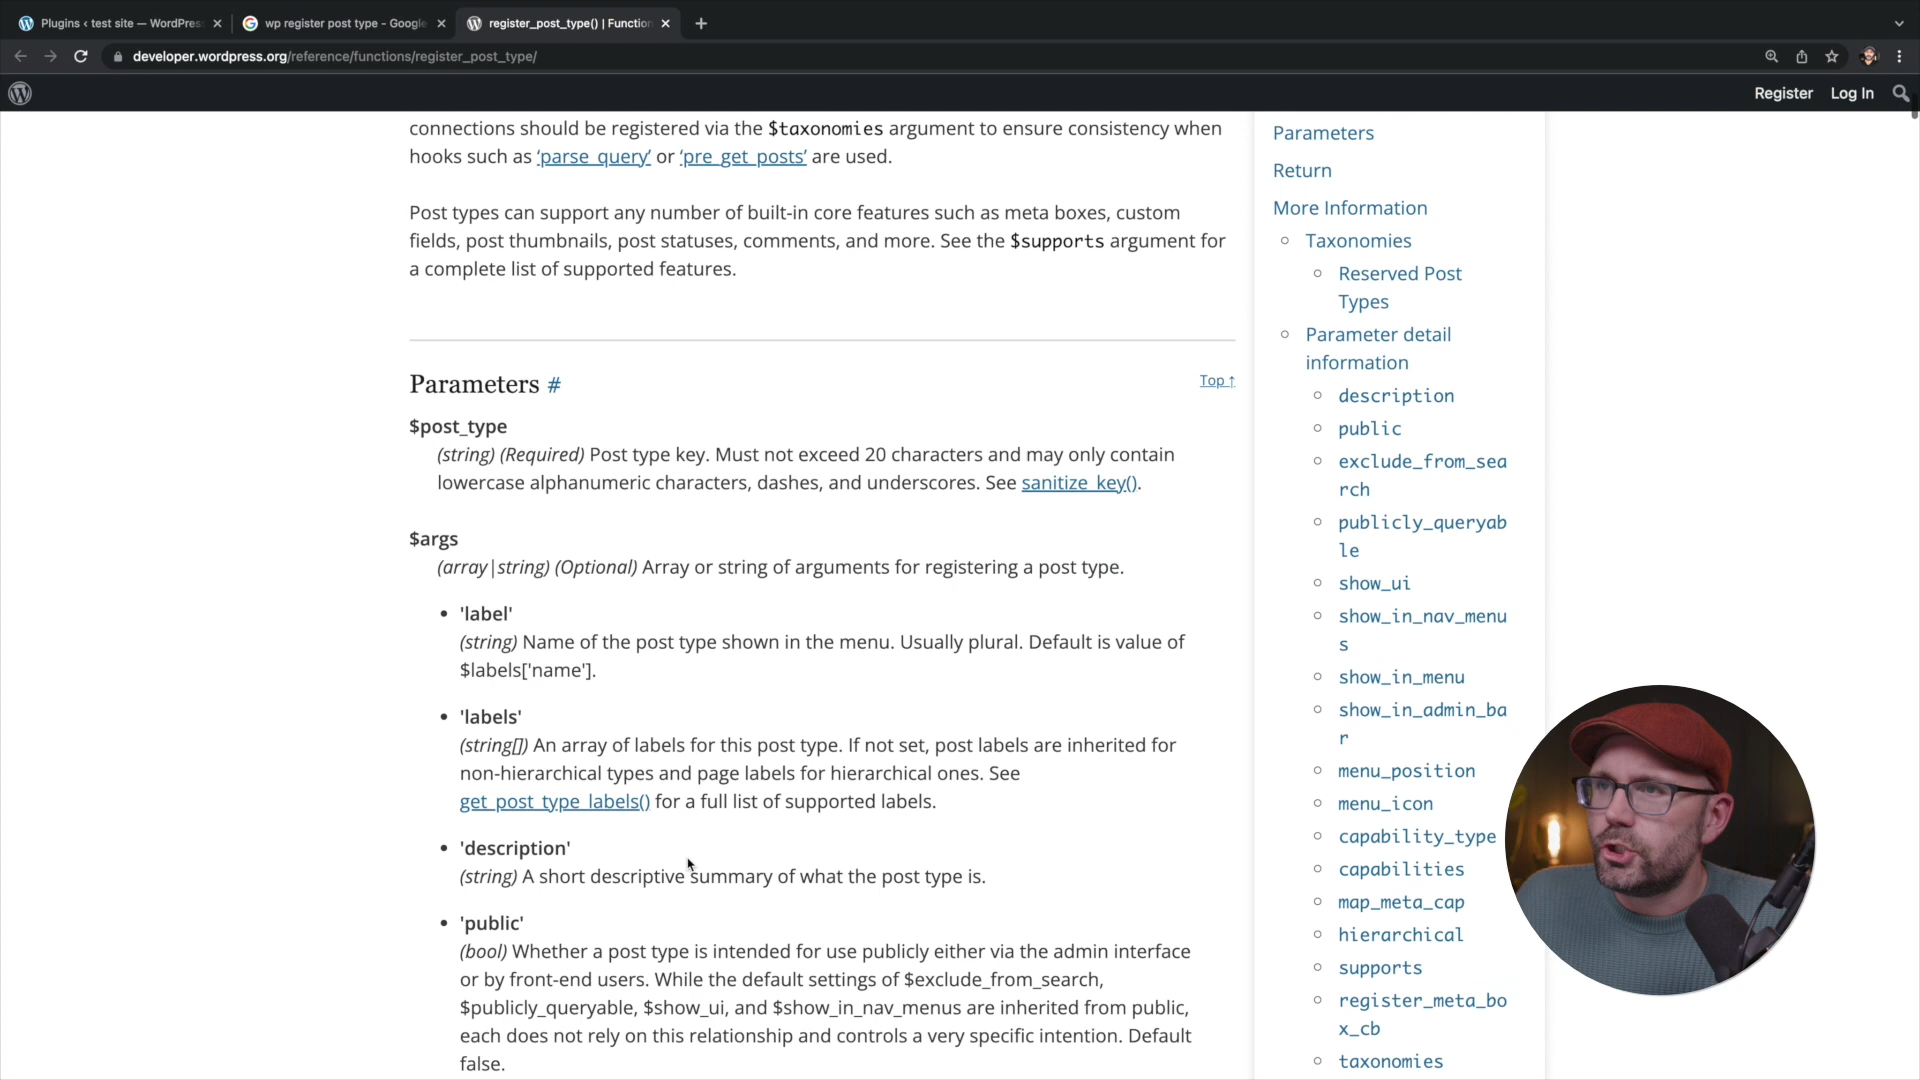 Plugins ‹ test site — WordPres
wp register post type - Google
register_post_type() | Functio
developer.wordpress.org/reference/functions/register_post_type/
Register
Log In
connections should be registered via the $taxonomies argument to ensure consistency when
hooks such as ‘parse_query’ or ‘pre_get_posts’ are used.
Post types can support any number of built-in core features such as meta boxes, custom
fields, post thumbnails, post statuses, comments, and more. See the $supports argument for
a complete list of supported features.
Parameters #
Top ↑
$post_type
(string) (Required) Post type key. Must not exceed 20 characters and may only contain
lowercase alphanumeric characters, dashes, and underscores. See sanitize_key().
$args
(array|string) (Optional) Array or string of arguments for registering a post type.
• 'label'
(string) Name of the post type shown in the menu. Usually plural. Default is value of
$labels['name'].
• 'labels'
(string[]) An array of labels for this post type. If not set, post labels are inherited for
non-hierarchical types and page labels for hierarchical ones. See
get_post_type_labels() for a full list of supported labels.
• 'description'
(string) A short descriptive summary of what the post type is.
• 'public'
(bool) Whether a post type is intended for use publicly either via the admin interface
or by front-end users. While the default settings of $exclude_from_search,
$publicly_queryable, $show_ui, and $show_in_nav_menus are inherited from public,
each does not rely on this relationship and controls a very specific intention. Default
false.
Parameters
Return
More Information
Taxonomies
Reserved Post
Types
Parameter detail
information
description
public
exclude_from_sea
rch
publicly_queryab
le
show_ui
show_in_nav_menu
s
show_in_menu
show_in_admin_ba
r
menu_position
menu_icon
capability_type
capabilities
map_meta_cap
hierarchical
supports
register_meta_bo
x_cb
taxonomies